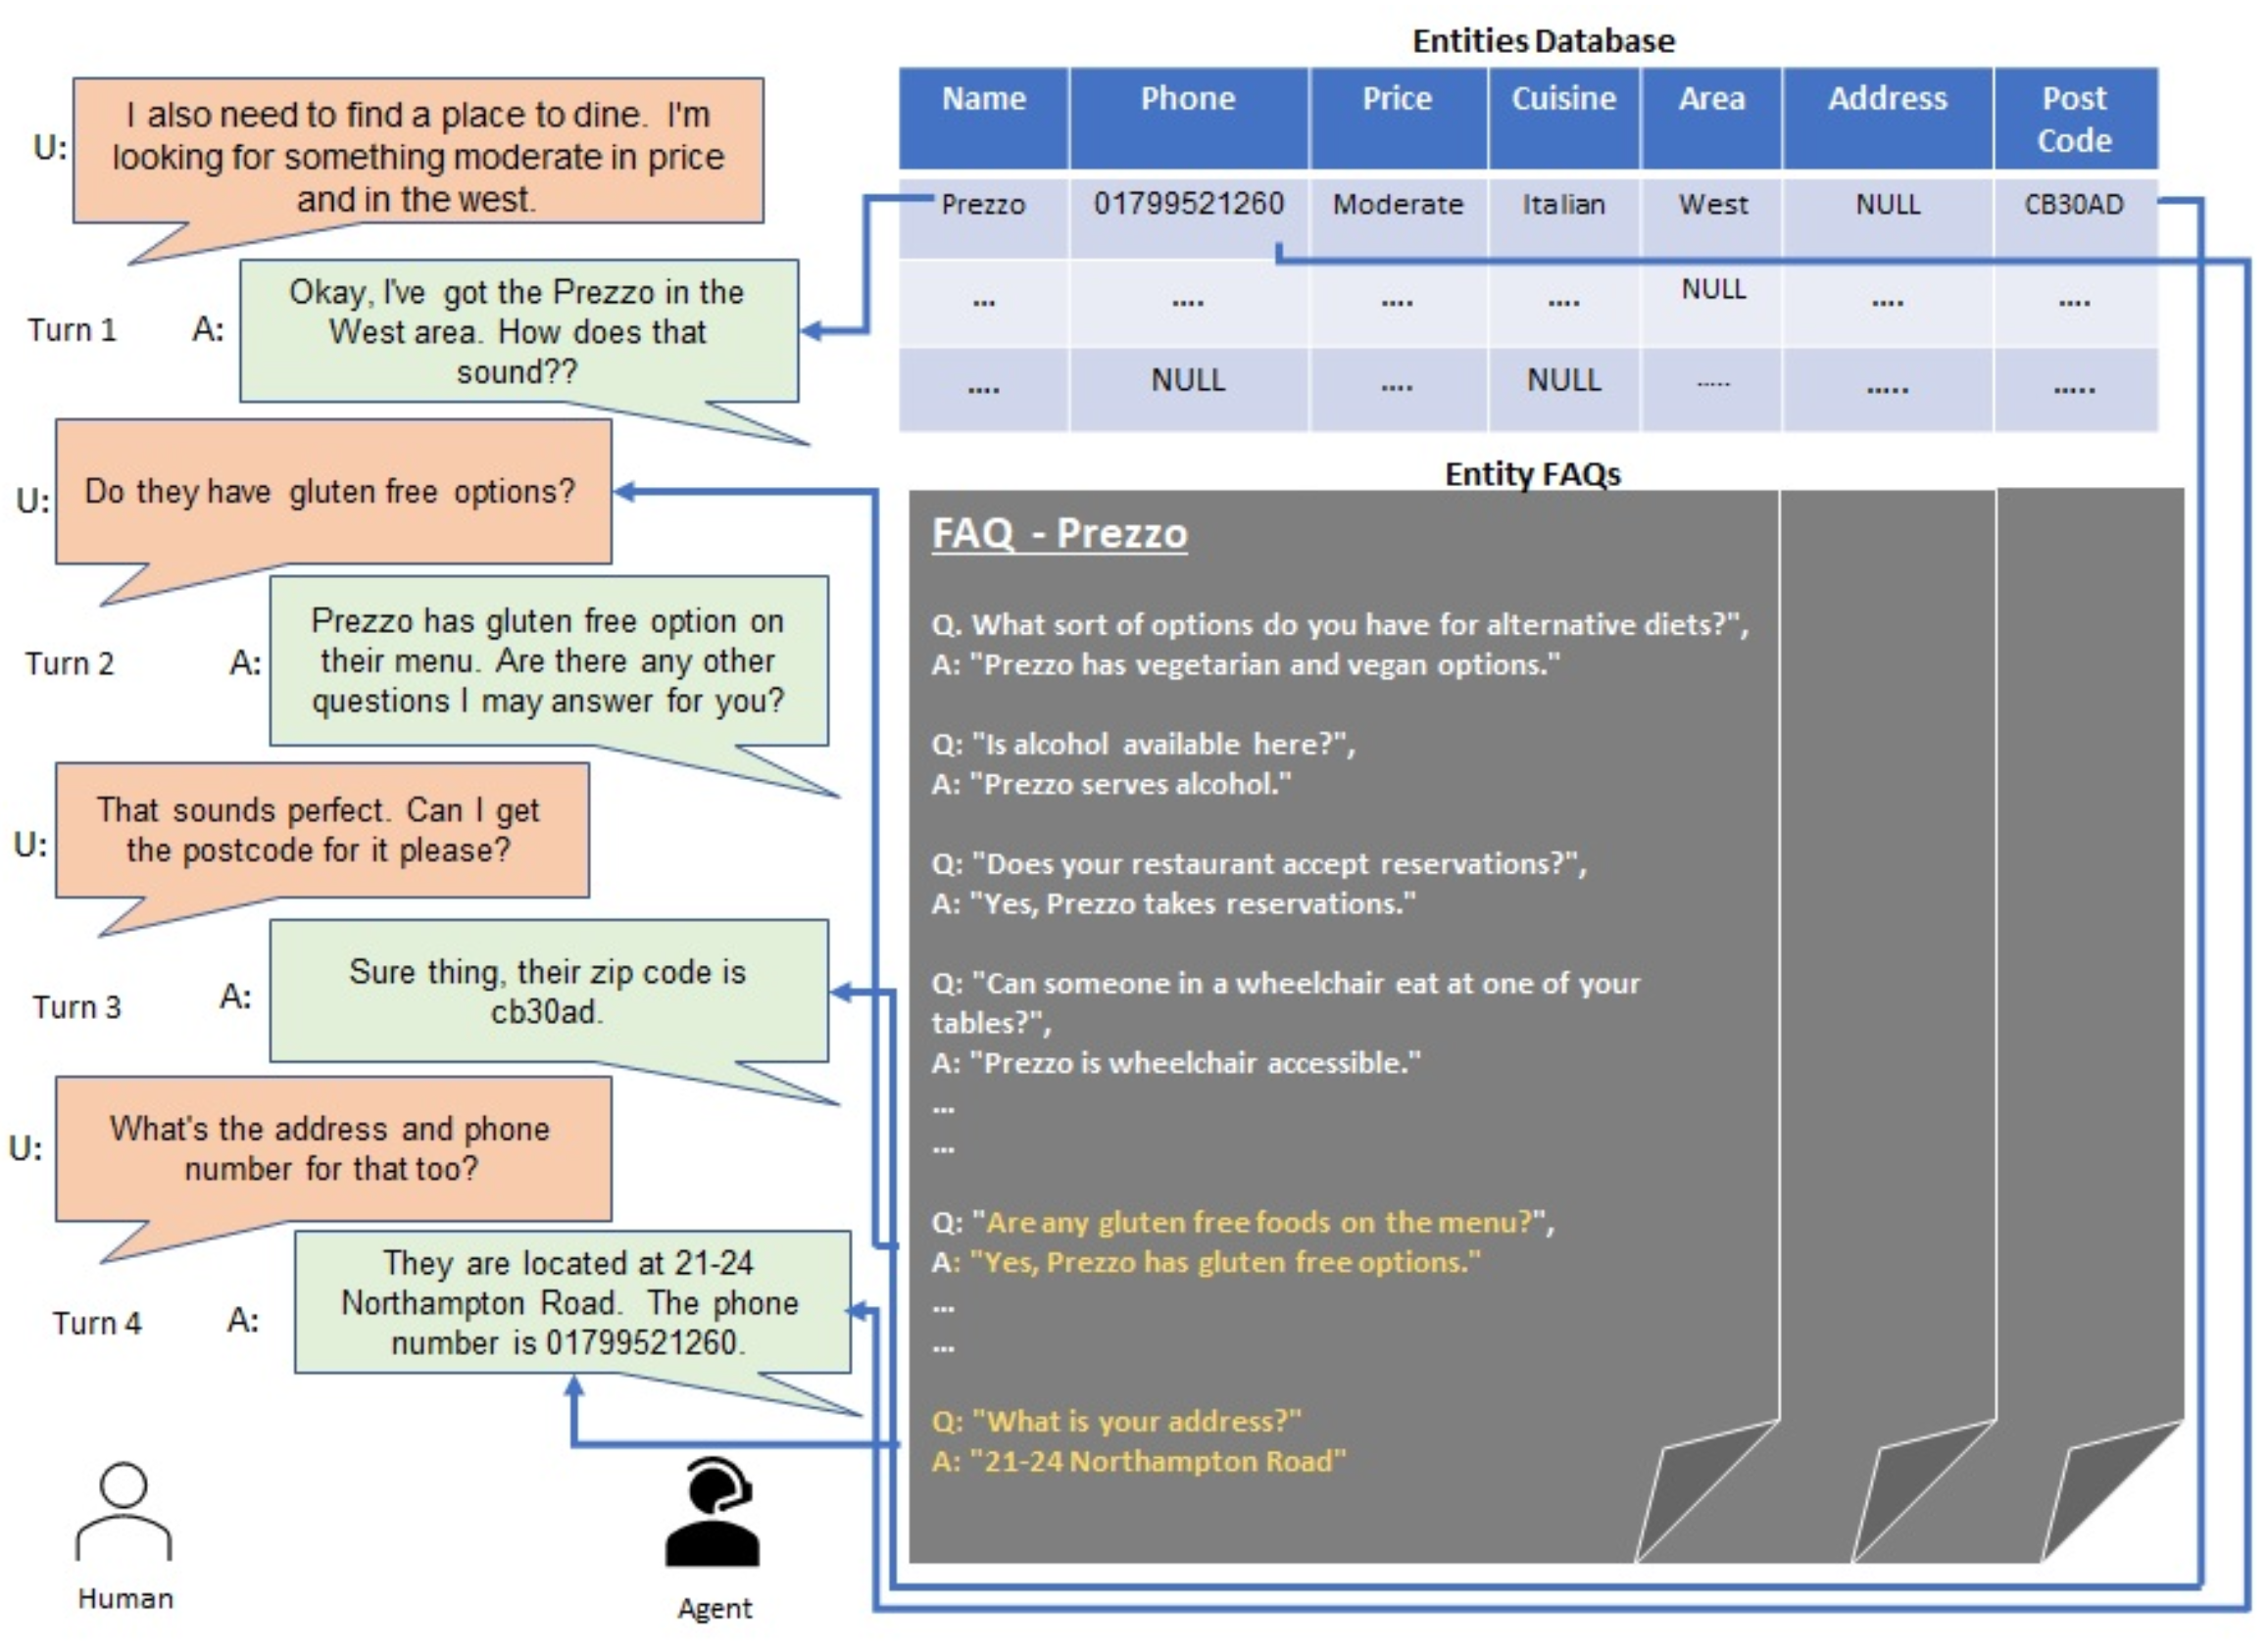 U:
I also need to find a place to dine. I'm
looking for something moderate in price
and in the west.
Turn 1
A:
Okay, I've got the Prezzo in the
West area. How does that
sound??
U:
Do they have gluten free options?
Turn 2
A:
Prezzo has gluten free option on
their menu. Are there any other
questions I may answer for you?
U:
That sounds perfect. Can I get
the postcode for it please?
Turn 3
A:
Sure thing, their zip code is
cb30ad.
U:
What's the address and phone
number for that too?
Turn 4
A:
They are located at 21-24
Northampton Road. The phone
number is 01799521260.
Human
Agent
Entities Database
Name Phone Price Cuisine Area Address Post
Code
Prezzo 01799521260 Moderate Italian West NULL CB30AD
... .... .... .... NULL .... ....
.... NULL .... NULL ..... ..... .....
Entity FAQs
FAQ - Prezzo
Q. What sort of options do you have for alternative diets?",
A: "Prezzo has vegetarian and vegan options."
Q: "Is alcohol available here?",
A: "Prezzo serves alcohol."
Q: "Does your restaurant accept reservations?",
A: "Yes, Prezzo takes reservations."
Q: "Can someone in a wheelchair eat at one of your
tables?",
A: "Prezzo is wheelchair accessible."
...
...
Q: "Are any gluten free foods on the menu?",
A: "Yes, Prezzo has gluten free options."
...
...
Q: "What is your address?"
A: "21-24 Northampton Road"